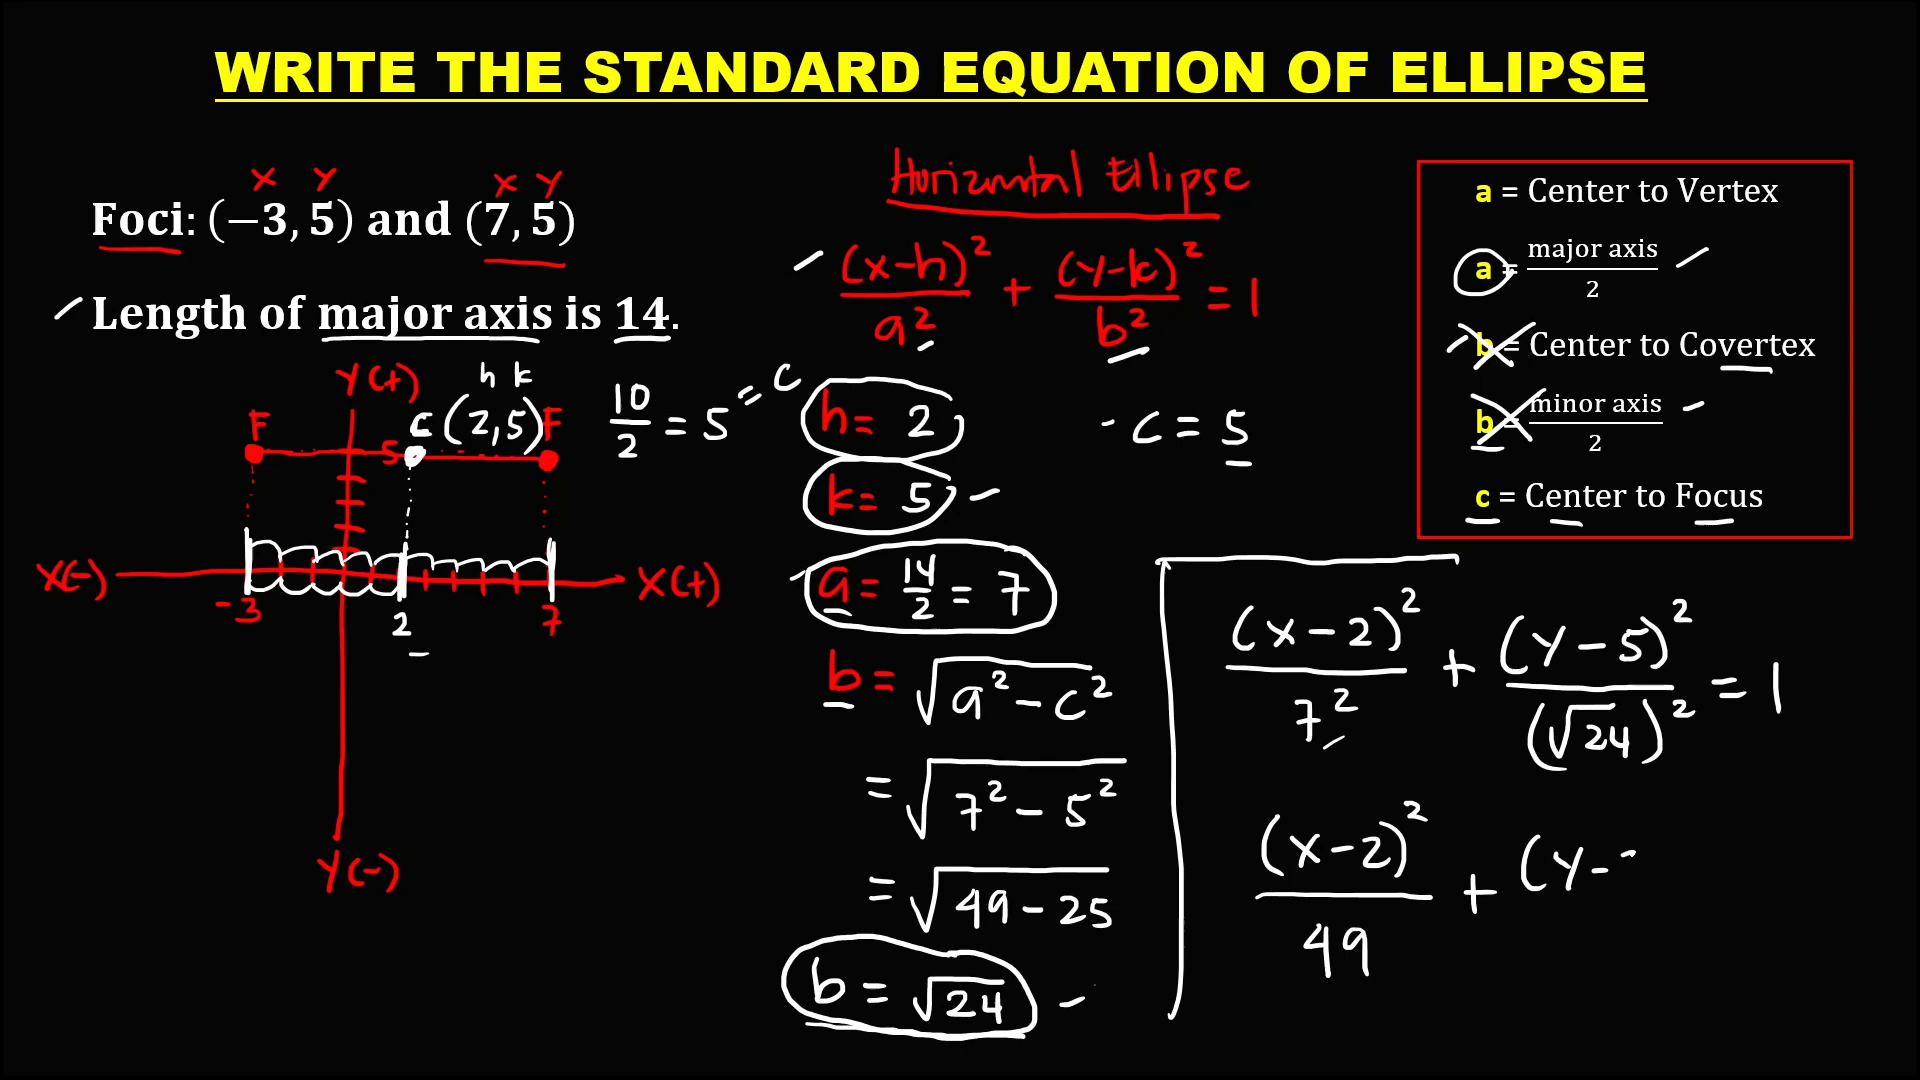 WRITE THE STANDARD EQUATION OF ELLIPSE
X Y X Y
Foci: (−3, 5) and (7, 5)
Length of major axis is 14.
Y(+)
h k
F C (2,5) F
5
X(-) X(+)
-3 2 7
Y(-)
10/2 = 5 = C
Horizontal Ellipse
(x-h)²/a² + (y-k)²/b² = 1
h = 2
k = 5
a = 14/2 = 7
b = √(a² - c²)
= √(7² - 5²)
= √(49 - 25)
b = √24
c = 5
a = Center to Vertex
a = major axis/2
b = Center to Covertex
b = minor axis/2
c = Center to Focus
(x-2)²/7² + (y-5)²/(√24)² = 1
(x-2)²/49 + (y-